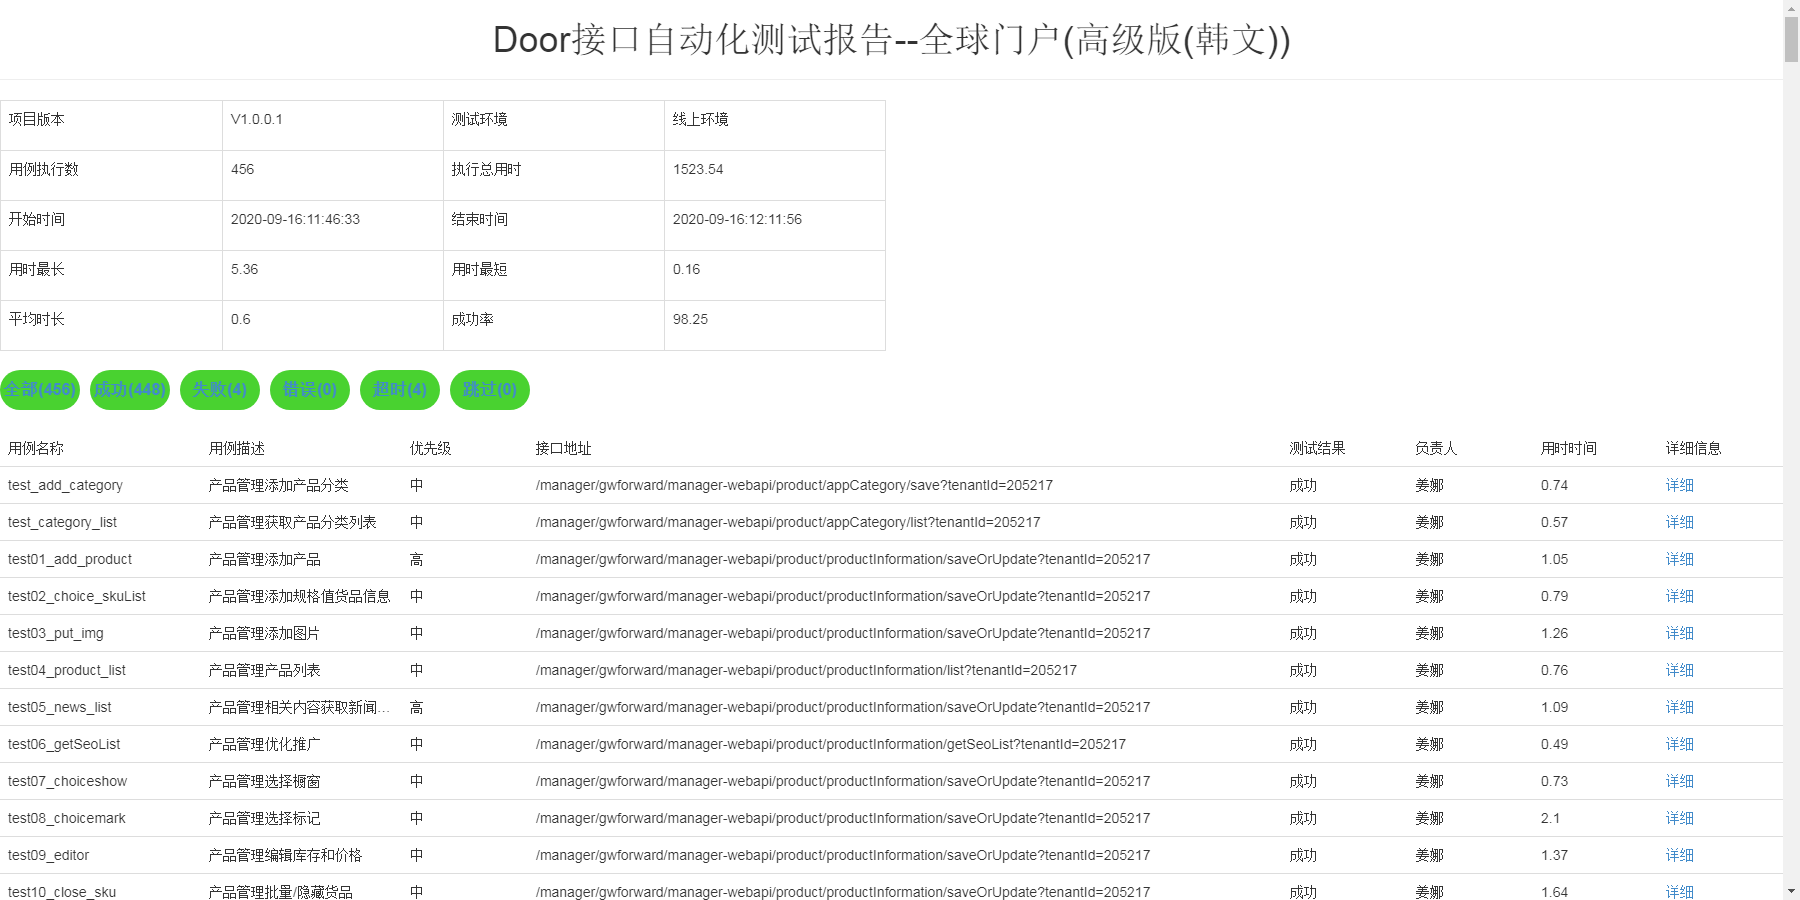 Door接口自动化测试报告--全球门户(高级版(韩文))
项目版本 V1.0.0.1 测试环境 线上环境
用例执行数 456 执行总用时 1523.54
开始时间 2020-09-16:11:46:33 结束时间 2020-09-16:12:11:56
用时最长 5.36 用时最短 0.16
平均时长 0.6 成功率 98.25
全部(456) 成功(448) 失败(4) 错误(0) 超时(4) 跳过(0)
用例名称 用例描述 优先级 接口地址 测试结果 负责人 用时时间 详细信息
test_add_category 产品管理添加产品分类 中 /manager/gwforward/manager-webapi/product/appCategory/save?tenantId=205217 成功 姜娜 0.74 详细
test_category_list 产品管理获取产品分类列表 中 /manager/gwforward/manager-webapi/product/appCategory/list?tenantId=205217 成功 姜娜 0.57 详细
test01_add_product 产品管理添加产品 高 /manager/gwforward/manager-webapi/product/productInformation/saveOrUpdate?tenantId=205217 成功 姜娜 1.05 详细
test02_choice_skuList 产品管理添加规格值货品信息 中 /manager/gwforward/manager-webapi/product/productInformation/saveOrUpdate?tenantId=205217 成功 姜娜 0.79 详细
test03_put_img 产品管理添加图片 中 /manager/gwforward/manager-webapi/product/productInformation/saveOrUpdate?tenantId=205217 成功 姜娜 1.26 详细
test04_product_list 产品管理产品列表 中 /manager/gwforward/manager-webapi/product/productInformation/list?tenantId=205217 成功 姜娜 0.76 详细
test05_news_list 产品管理相关内容获取新闻... 高 /manager/gwforward/manager-webapi/product/productInformation/saveOrUpdate?tenantId=205217 成功 姜娜 1.09 详细
test06_getSeoList 产品管理优化推广 中 /manager/gwforward/manager-webapi/product/productInformation/getSeoList?tenantId=205217 成功 姜娜 0.49 详细
test07_choiceshow 产品管理选择橱窗 中 /manager/gwforward/manager-webapi/product/productInformation/saveOrUpdate?tenantId=205217 成功 姜娜 0.73 详细
test08_choicemark 产品管理选择标记 中 /manager/gwforward/manager-webapi/product/productInformation/saveOrUpdate?tenantId=205217 成功 姜娜 2.1 详细
test09_editor 产品管理编辑库存和价格 中 /manager/gwforward/manager-webapi/product/productInformation/saveOrUpdate?tenantId=205217 成功 姜娜 1.37 详细
test10_close_sku 产品管理批量/隐藏货品 中 /manager/gwforward/manager-webapi/product/productInformation/saveOrUpdate?tenantId=205217 成功 姜娜 1.64 详细